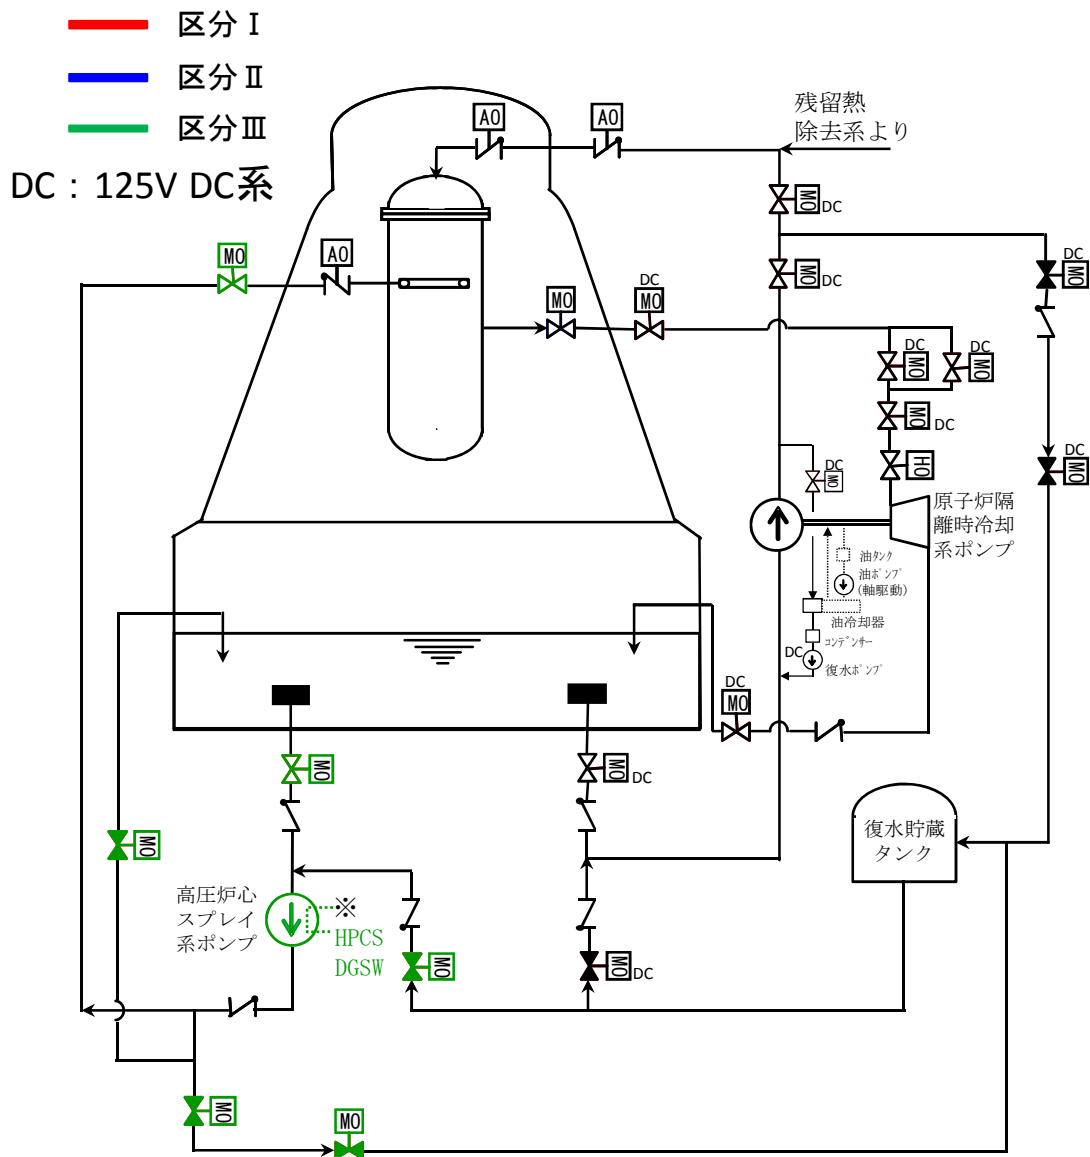 区分Ⅰ
区分Ⅱ
区分Ⅲ
DC：125V DC系
残留熱
除去系より
AO
AO
MO
DC
MO
AO
MO
DC
DC
MO
MO
DC
MO
DC
MO
DC
MO
MO
DC
HO
DC
MO
DC
MO
原子炉隔
離時冷却
系ポンプ
油タンク
油ポンプ
(軸駆動)
油冷却器
コンデンサー
DC
復水ポンプ
DC
MO
MO
MO
DC
MO
復水貯蔵
タンク
高圧炉心
スプレイ
系ポンプ
※
HPCS
DGSW
MO
MO
DC
MO
MO